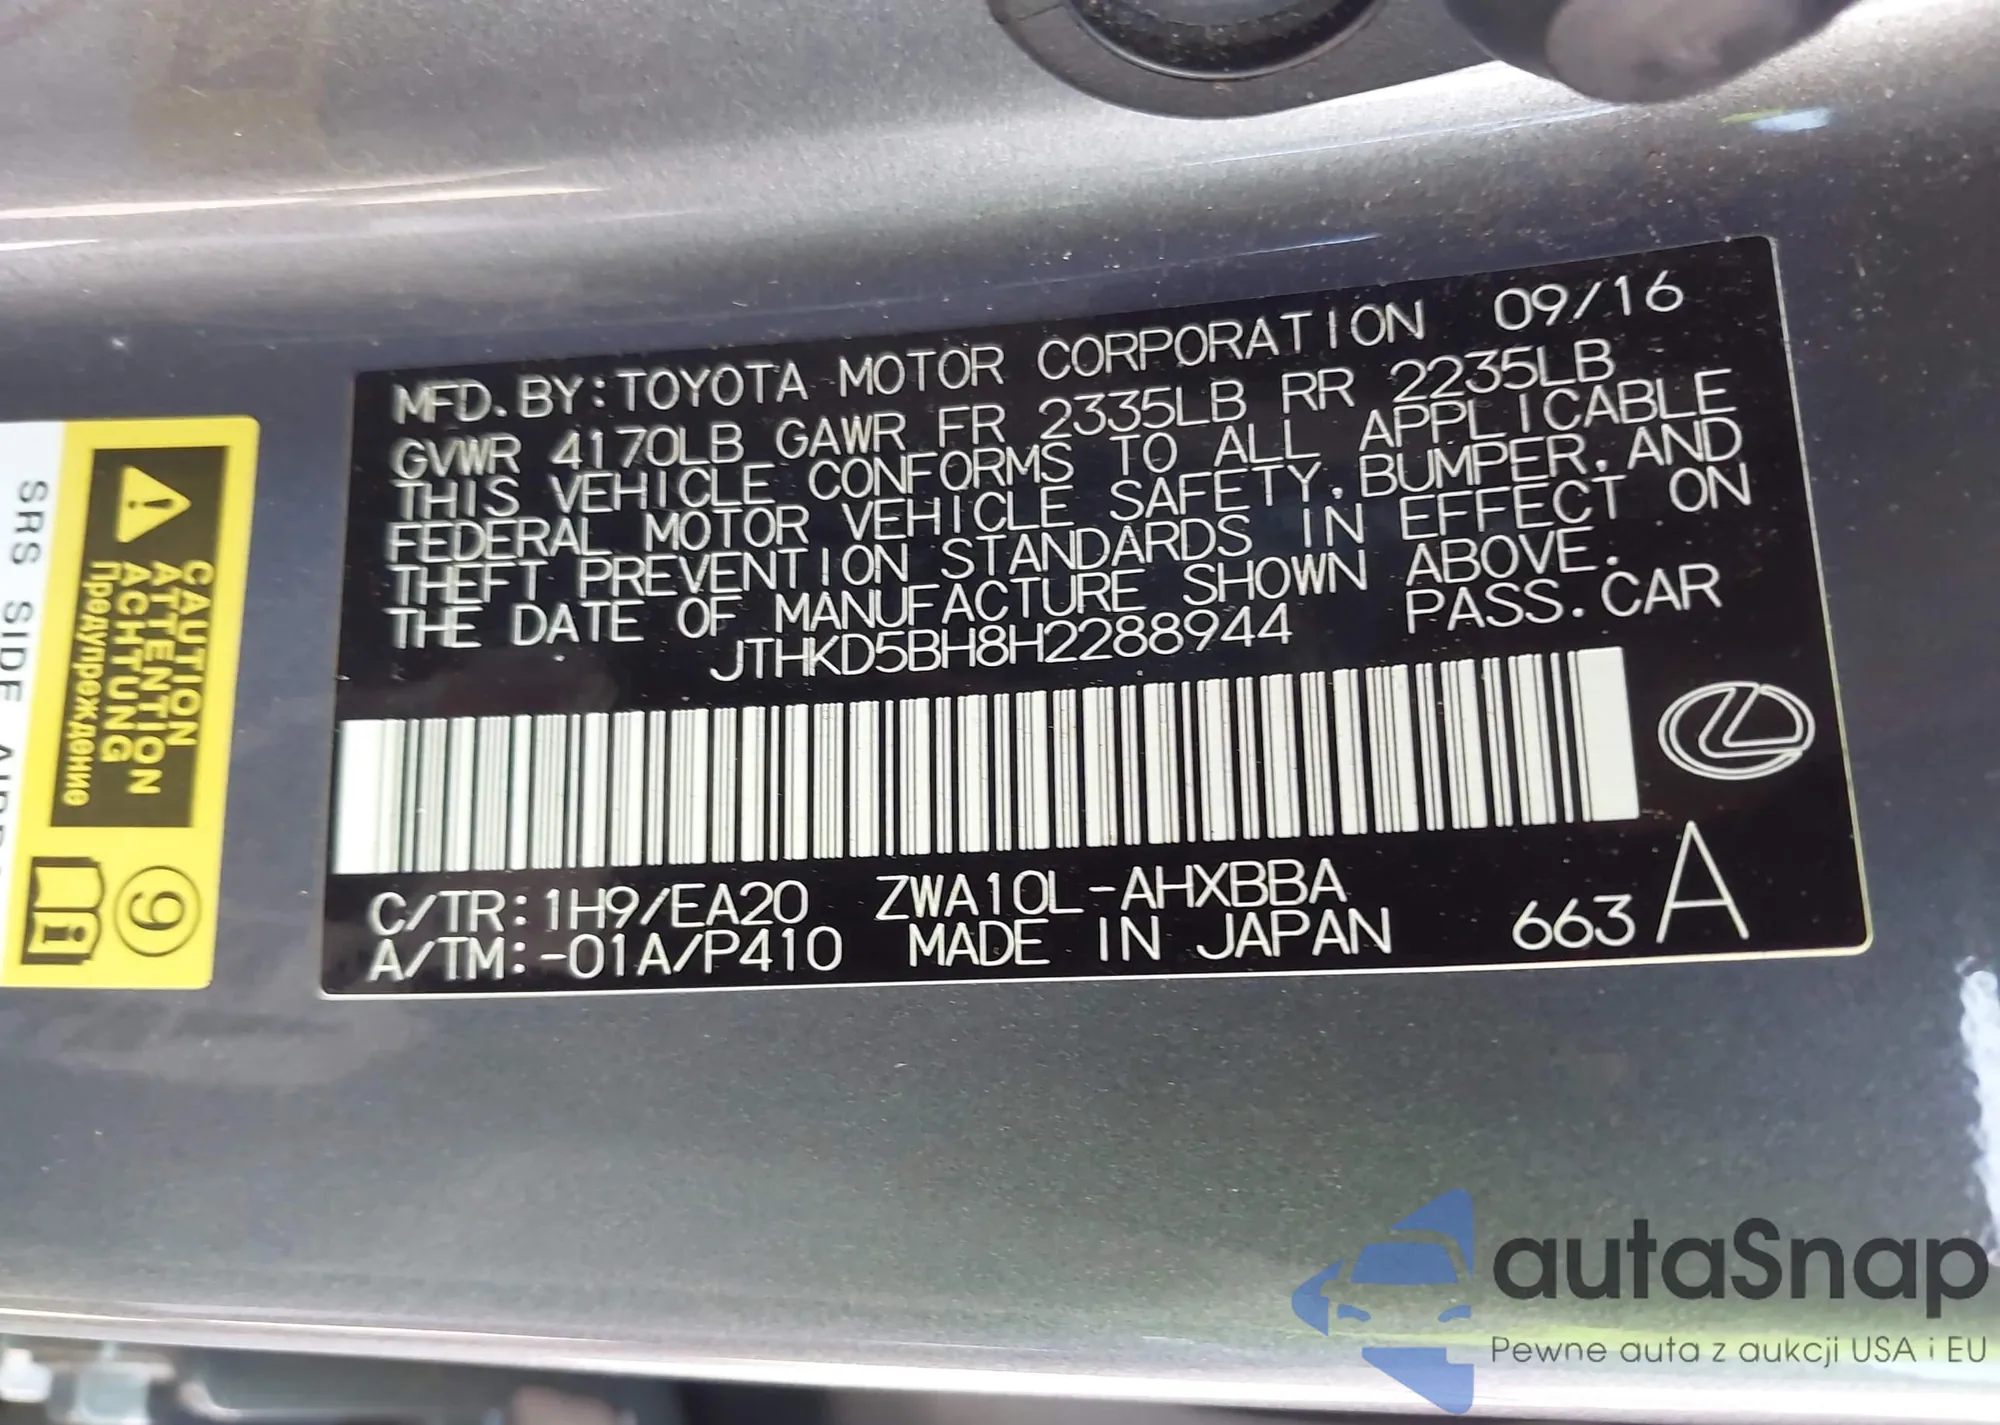 MFD. BY: TOYOTA MOTOR CORPORATION 09/16
GVWR 4170LB GAWR FR 2335LB RR 2235LB
THIS VEHICLE CONFORMS TO ALL APPLICABLE
FEDERAL MOTOR VEHICLE SAFETY, BUMPER, AND
THEFT PREVENTION STANDARDS IN EFFECT ON
THE DATE OF MANUFACTURE SHOWN ABOVE.
JTHKD5BH8H2288944 PASS. CAR
C/TR: 1H9/EA20 ZWA10L-AHXBBA
A/TM: -01A/P410 MADE IN JAPAN 663 A
CAUTION
ATTENTION
ACHTUNG
Предупреждение
9
SRS SIDE
autaSnap
Pewne auta z aukcji USA i EU